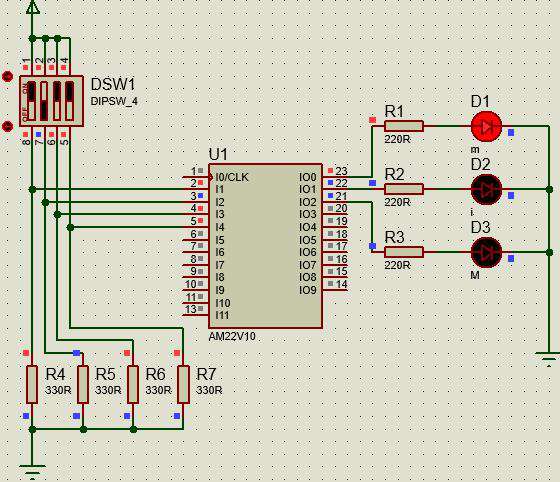 1 2 3 4
ON
OFF
DSW1
DIPSW_4
8 7 6 5
U1
1 I0/CLK IO0 23
2 I1 IO1 22
3 I2 IO2 21
4 I3 IO3 20
5 I4 IO4 19
6 I5 IO5 18
7 I6 IO6 17
8 I7 IO7 16
9 I8 IO8 15
10 I9 IO9 14
11 I10
13 I11
AM22V10
R1
220R
D1
m
R2
220R
D2
i
R3
220R
D3
M
R4
330R
R5
330R
R6
330R
R7
330R